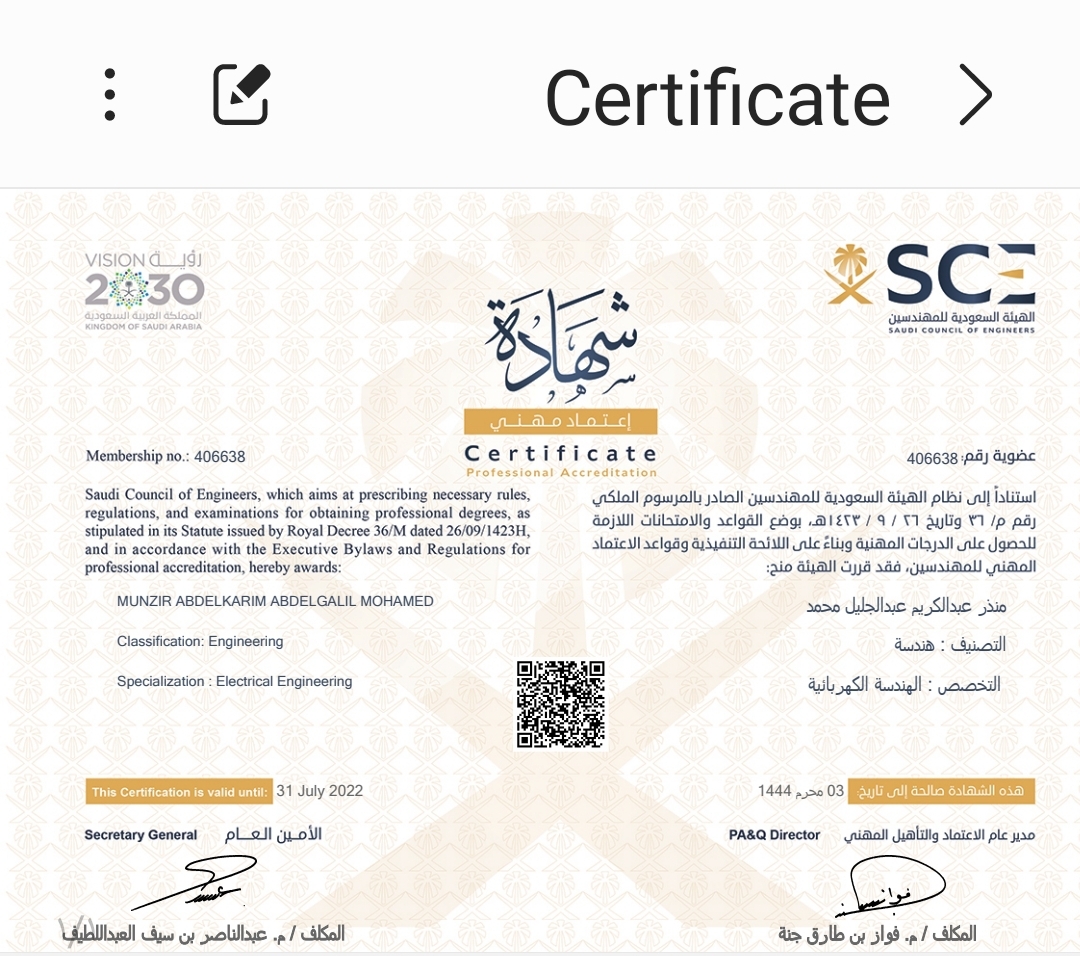 Certificate
VISION رؤيـــة
2030
المملكة العربية السعودية
KINGDOM OF SAUDI ARABIA
SCE
الهيئة السعودية للمهندسين
SAUDI COUNCIL OF ENGINEERS
شهادة
إعـتـمـاد مـهـنـي
Certificate
Professional Accreditation
Membership no.: 406638
عضوية رقم: 406638
Saudi Council of Engineers, which aims at prescribing necessary rules,
regulations, and examinations for obtaining professional degrees, as
stipulated in its Statute issued by Royal Decree 36/M dated 26/09/1423H,
and in accordance with the Executive Bylaws and Regulations for
professional accreditation, hereby awards:
استناداً إلى نظام الهيئة السعودية للمهندسين الصادر بالمرسوم الملكي
رقم م/ ٣٦ وتاريخ ٢٦ / ٩ / ١٤٢٣هـ، بوضع القواعد والامتحانات اللازمة
للحصول على الدرجات المهنية وبناءً على اللائحة التنفيذية وقواعد الاعتماد
المهني للمهندسين، فقد قررت الهيئة منح:
MUNZIR ABDELKARIM ABDELGALIL MOHAMED
منذر عبدالكريم عبدالجليل محمد
Classification: Engineering
التصنيف : هندسة
Specialization : Electrical Engineering
التخصص : الهندسة الكهربائية
This Certification is valid until: 31 July 2022
هذه الشهادة صالحة إلى تاريخ: 03 محرم 1444
Secretary General الأمـين العـــام
PA&Q Director مدير عام الاعتماد والتأهيل المهني
المكلف / م. عبدالناصر بن سيف العبداللطيف
المكلف / م. فواز بن طارق جنة
١/١